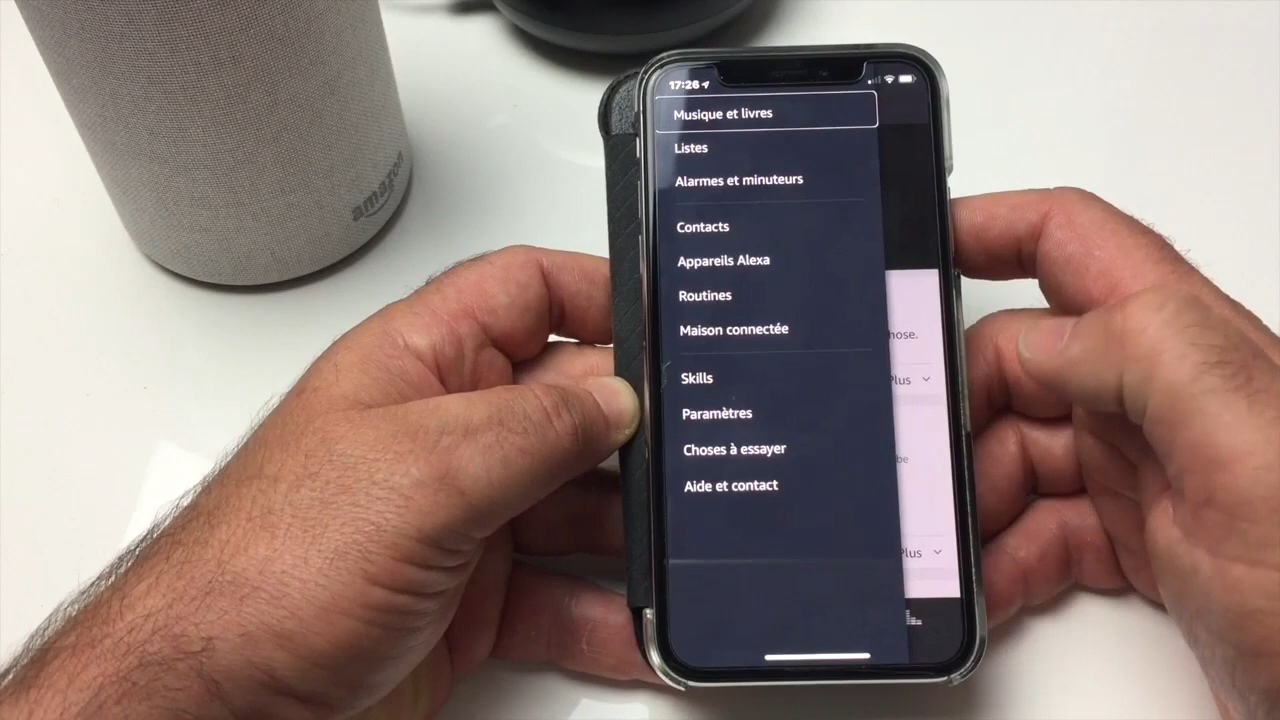 amazon
17:26
Musique et livres
Listes
Alarmes et minuteurs
Contacts
Appareils Alexa
Routines
Maison connectée
Skills
Paramètres
Choses à essayer
Aide et contact
hose.
Plus
be
Plus